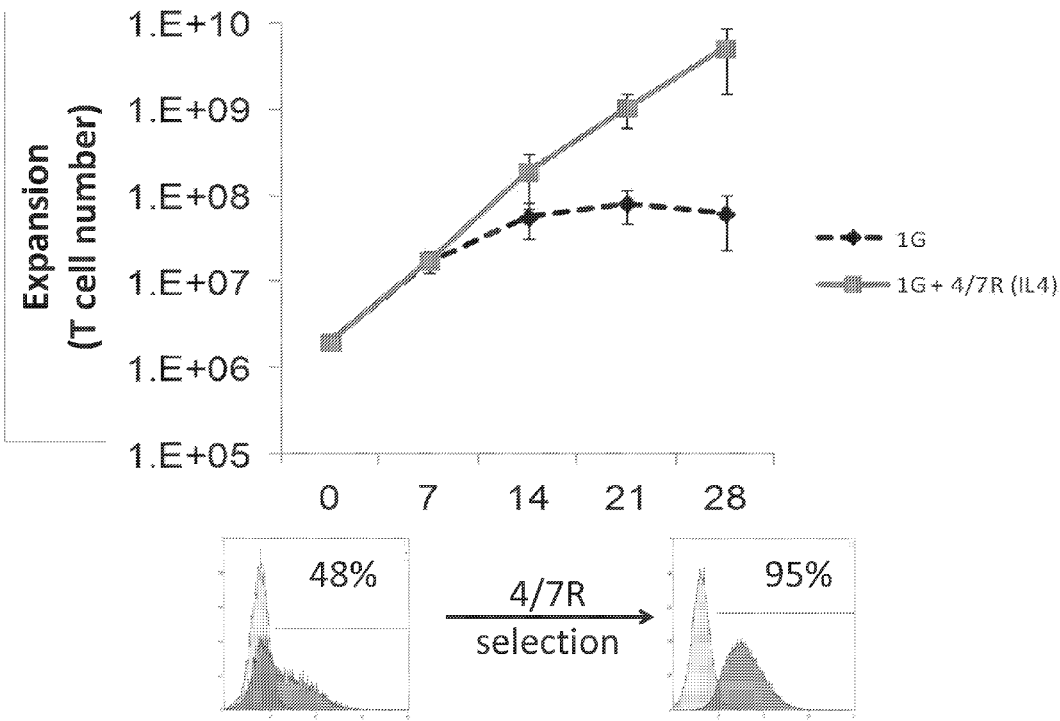 Expansion
(T cell number)
1.E+10
1.E+09
1.E+08
1.E+07
1.E+06
1.E+05
0 7 14 21 28
1G
1G + 4/7R (IL4)
48%
4/7R
selection
95%